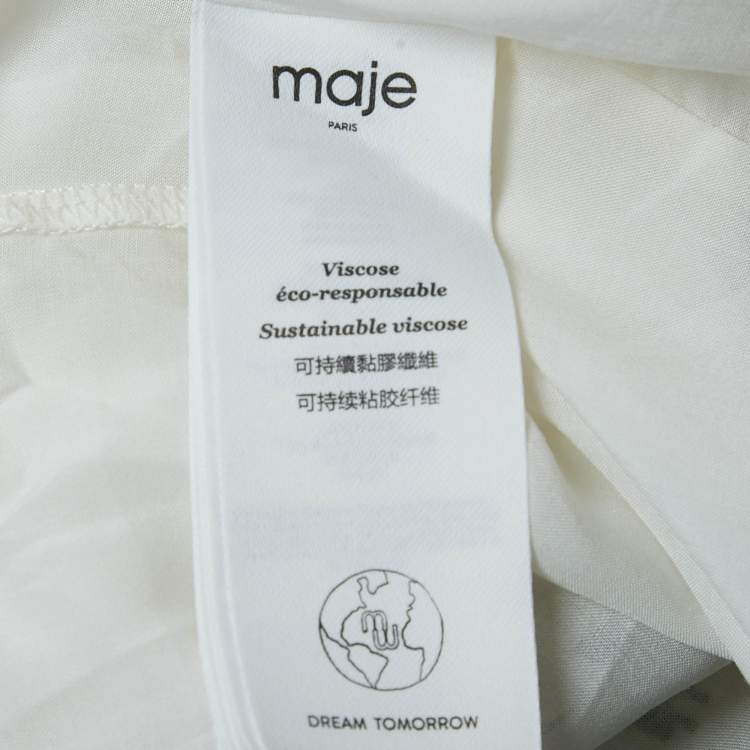 maje
PARIS
Viscose
éco-responsable
Sustainable viscose
可持續黏膠纖維
可持续粘胶纤维
DREAM TOMORROW